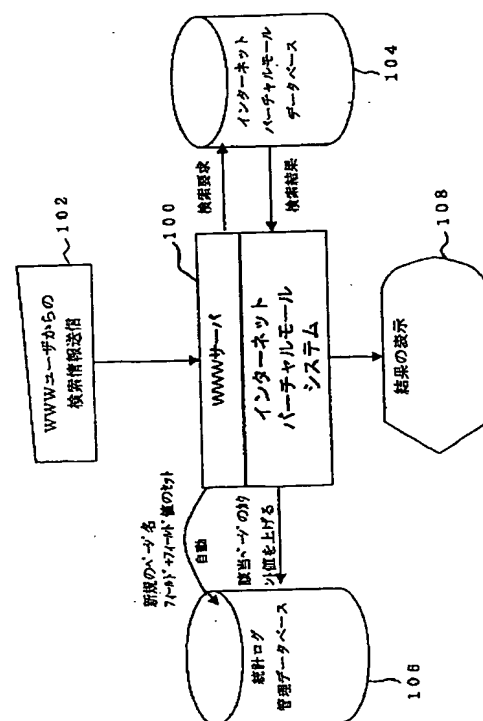 WWWユーザからの
検索情報送信
102
新規のページ名
フィールド+フィールド値のセット
自動
WWWサーバ
100
検索要求
インターネット
バーチャルモール
データベース
104
統計ログ
管理データベース
106
該当ページのカウ
ント値を上げる
インターネット
バーチャルモール
システム
検索結果
結果の表示
108